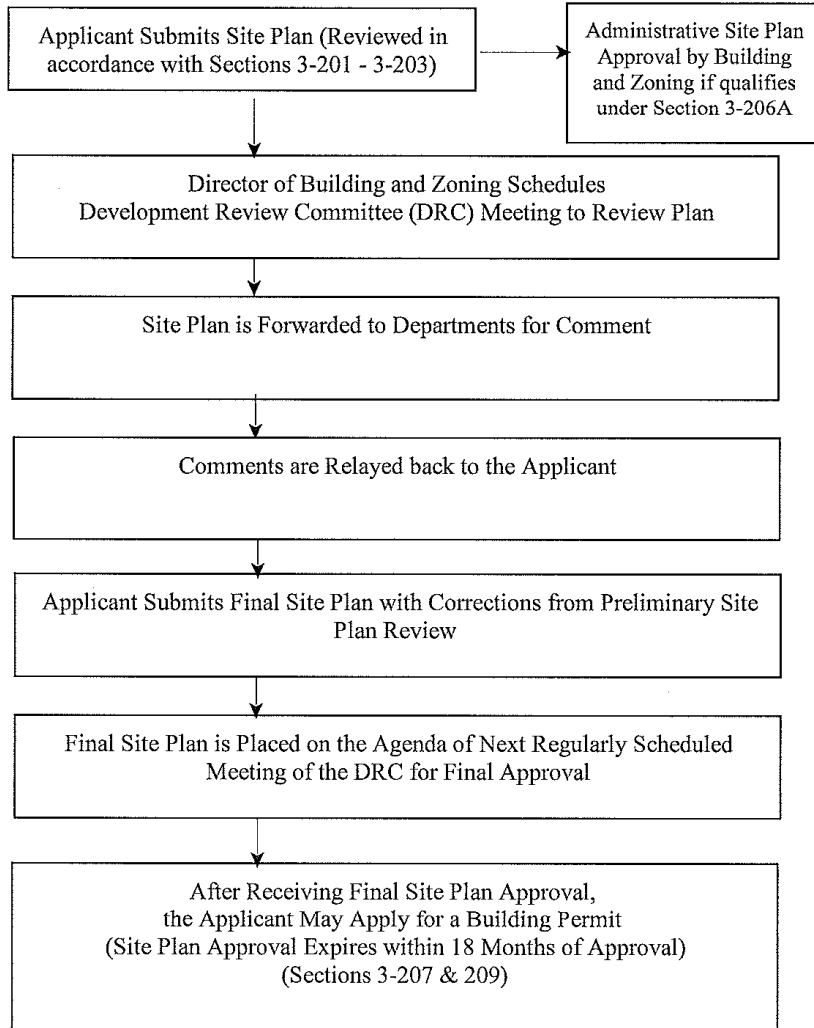 Applicant Submits Site Plan (Reviewed in
accordance with Sections 3-201 - 3-203)
Administrative Site Plan
Approval by Building
and Zoning if qualifies
under Section 3-206A
Director of Building and Zoning Schedules
Development Review Committee (DRC) Meeting to Review Plan
Site Plan is Forwarded to Departments for Comment
Comments are Relayed back to the Applicant
Applicant Submits Final Site Plan with Corrections from Preliminary Site
Plan Review
Final Site Plan is Placed on the Agenda of Next Regularly Scheduled
Meeting of the DRC for Final Approval
After Receiving Final Site Plan Approval,
the Applicant May Apply for a Building Permit
(Site Plan Approval Expires within 18 Months of Approval)
(Sections 3-207 & 209)